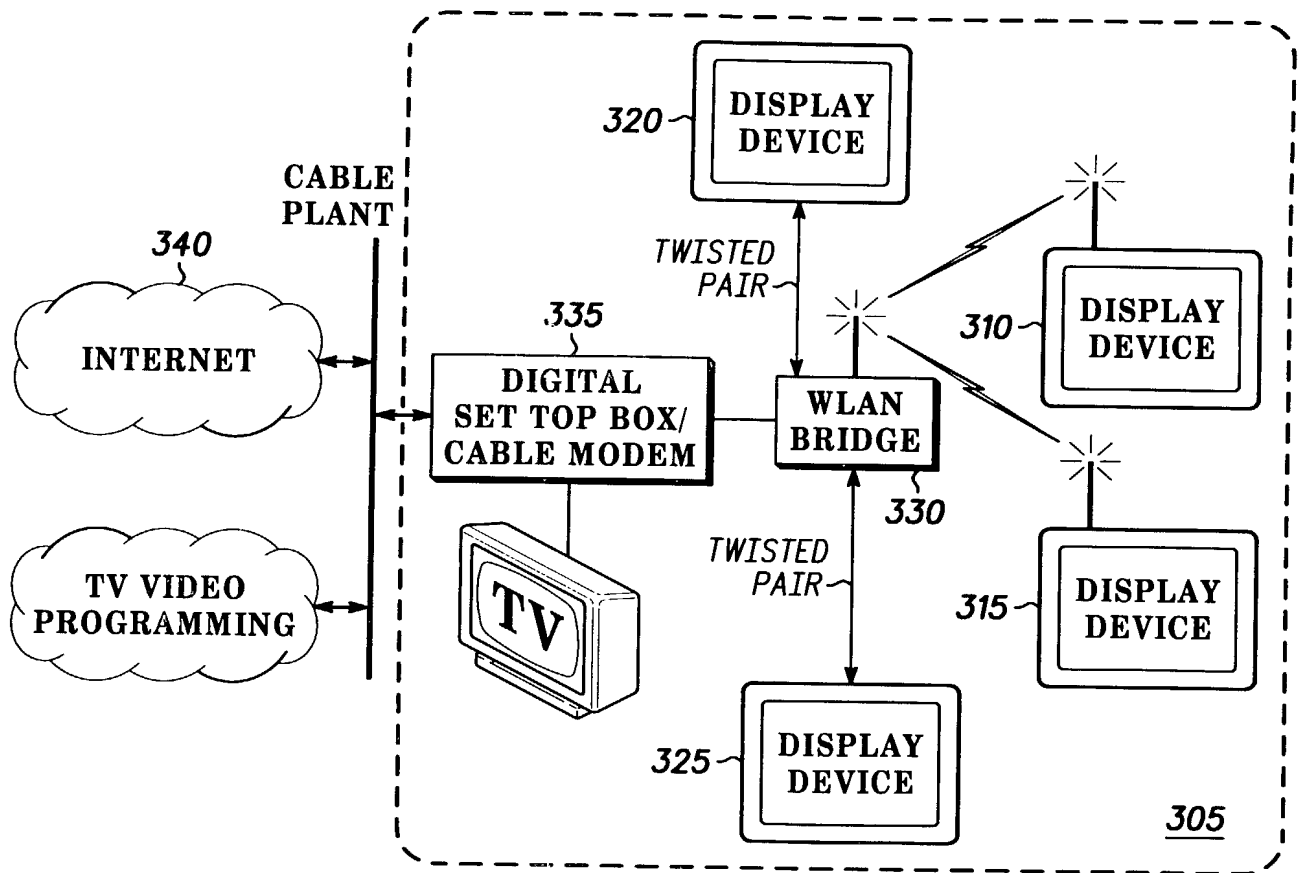 DISPLAY
DEVICE
320
CABLE
PLANT
340
TWISTED
PAIR
INTERNET
335
310
DISPLAY
DEVICE
DIGITAL
SET TOP BOX/
CABLE MODEM
WLAN
BRIDGE
330
TWISTED
PAIR
TV VIDEO
PROGRAMMING
TV
315
DISPLAY
DEVICE
325
DISPLAY
DEVICE
305